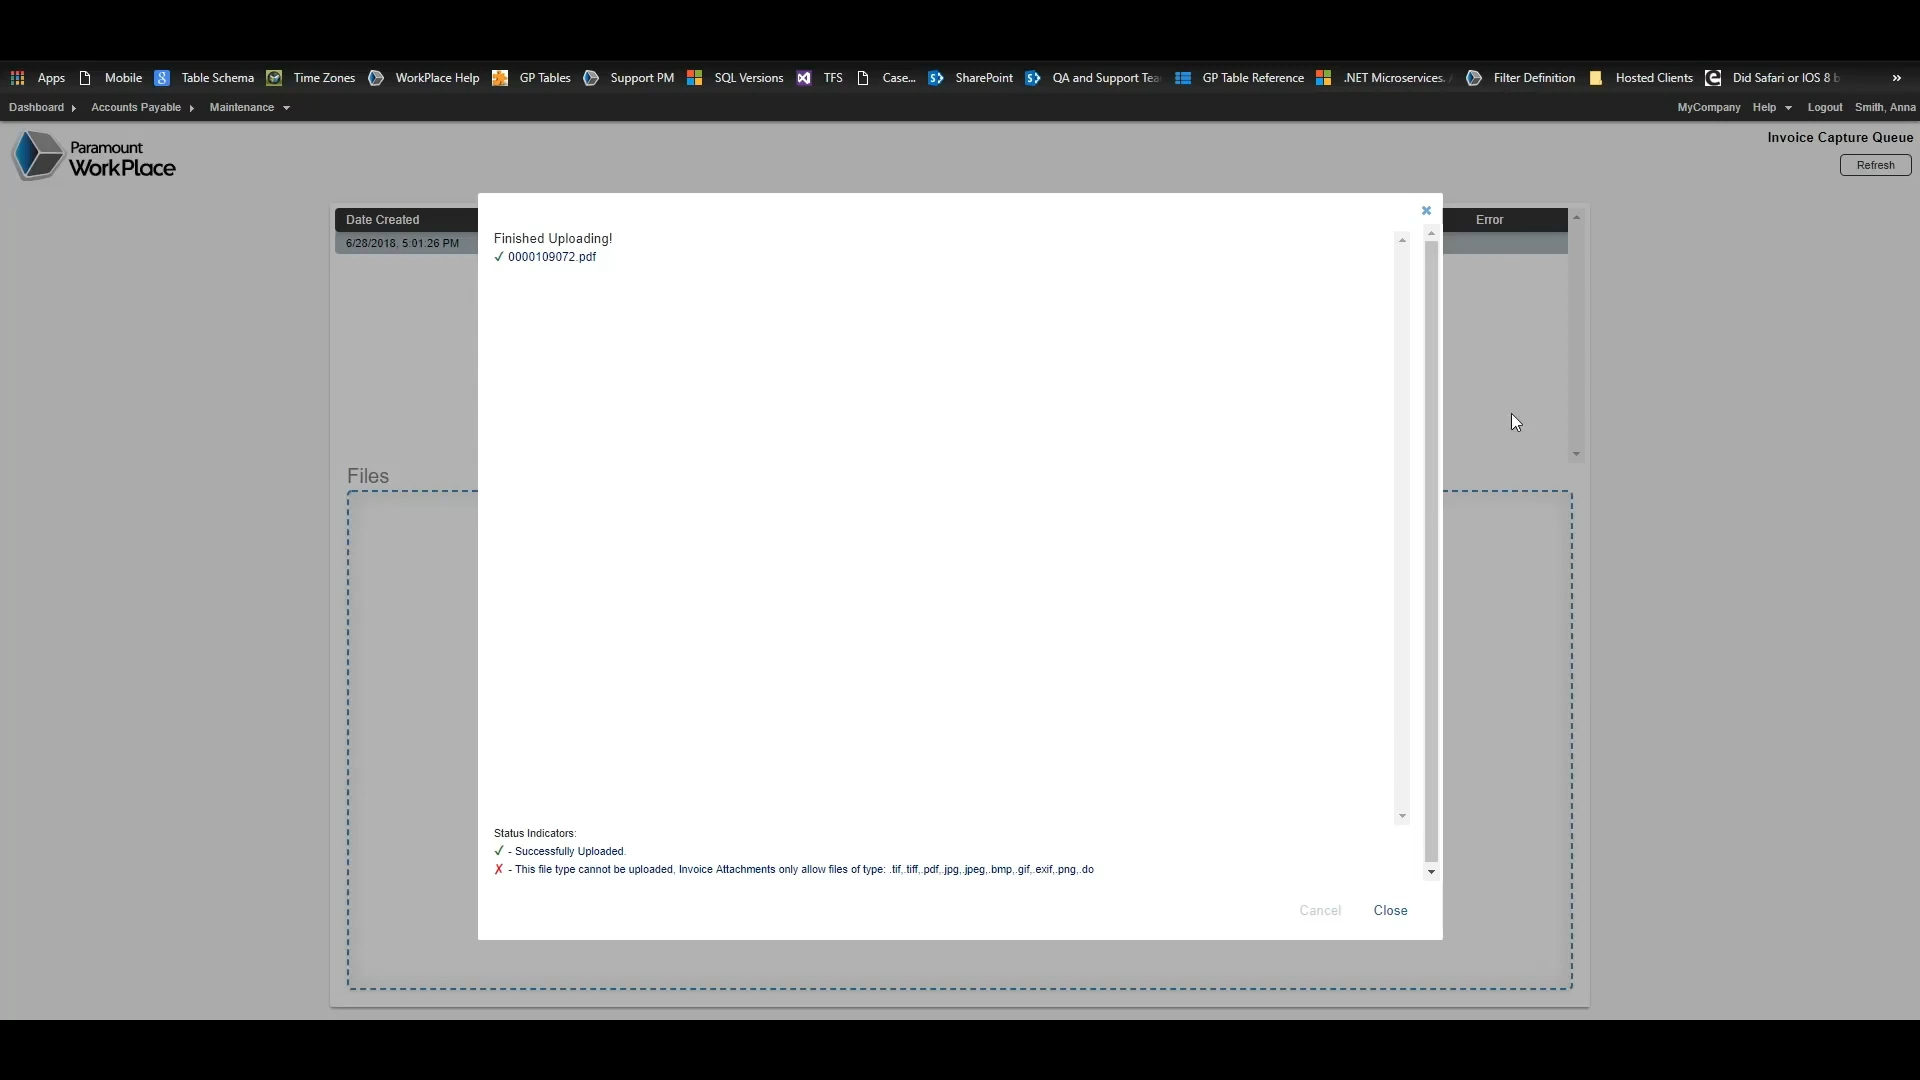 Apps Mobile Table Schema Time Zones WorkPlace Help GP Tables Support PM SQL Versions TFS Case... SharePoint QA and Support GP Table Reference .NET Microservices. Filter Definition Hosted Clients Did Safari or IOS 8 »
Dashboard Accounts Payable Maintenance MyCompany Help Logout Smith, Anna
Paramount
WorkPlace
Invoice Capture Queue
Refresh
Date Created Error
6/28/2018, 5:01:26 PM
Finished Uploading!
✓ 0000109072.pdf
Files
Status Indicators:
✓ - Successfully Uploaded.
✗ - This file type cannot be uploaded, Invoice Attachments only allow files of type: .tif,.tiff,.pdf,.jpg,.jpeg,.bmp,.gif,.exif,.png,.do
Cancel Close